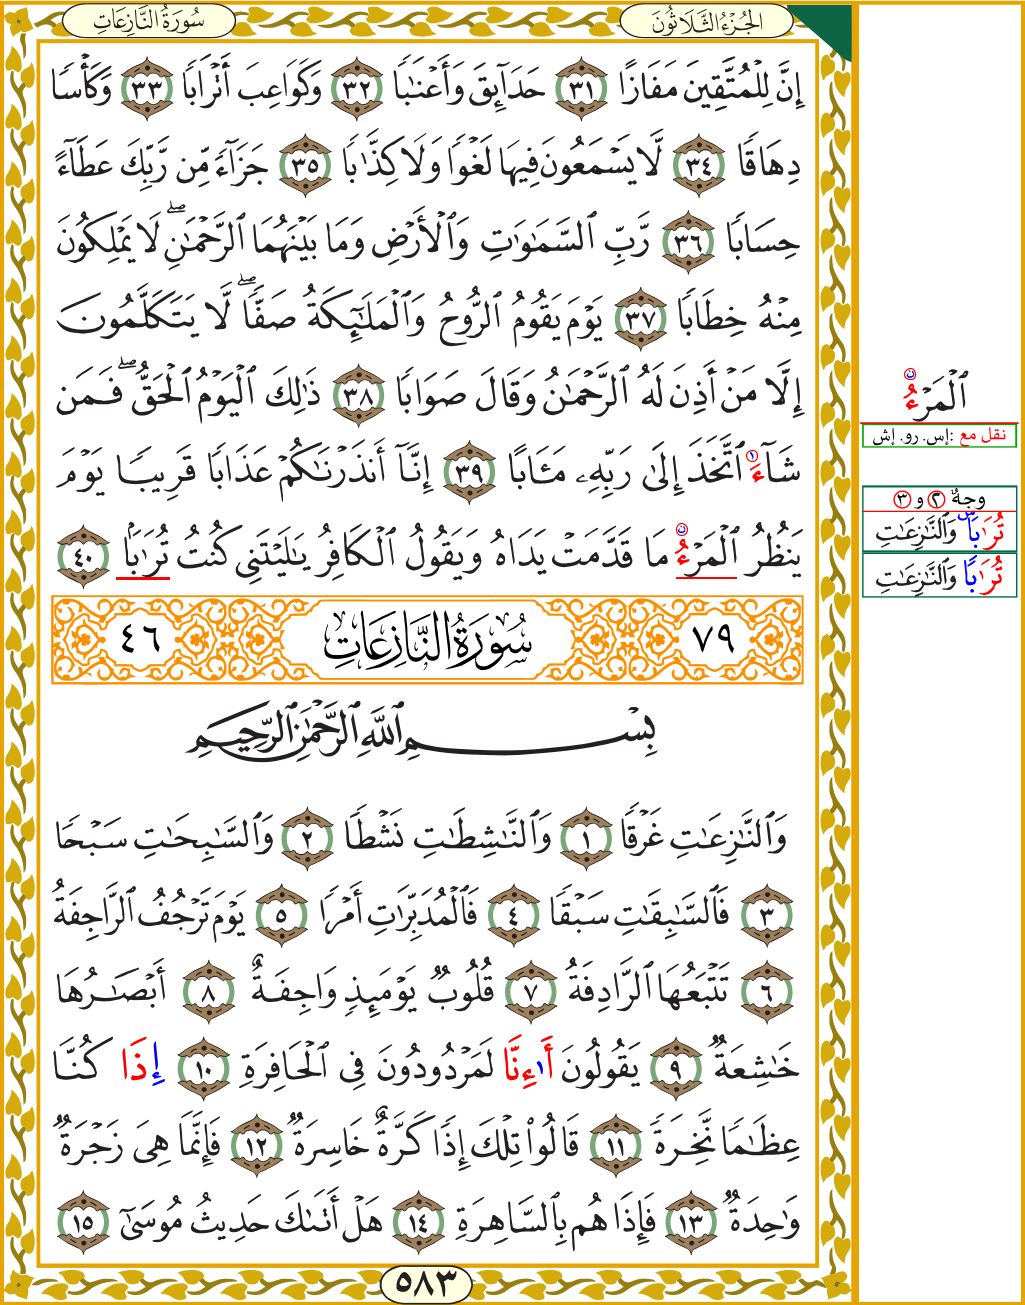 سُورَةُ النَّازِعَاتِ
الجُزْءُ الثَّلَاثُونَ
إِنَّ لِلْمُتَّقِينَ مَفَازًا ٣١ حَدَآئِقَ وَأَعْنَٰبًا ٣٢ وَكَوَاعِبَ أَتْرَابًا ٣٣ وَكَأْسًا
دِهَاقًا ٣٤ لَّا يَسْمَعُونَ فِيهَا لَغْوًا وَلَا كِذَّٰبًا ٣٥ جَزَآءً مِّن رَّبِّكَ عَطَآءً
حِسَابًا ٣٦ رَّبِّ ٱلسَّمَٰوَٰتِ وَٱلْأَرْضِ وَمَا بَيْنَهُمَا ٱلرَّحْمَٰنِۖ لَا يَمْلِكُونَ
مِنْهُ خِطَابًا ٣٧ يَوْمَ يَقُومُ ٱلرُّوحُ وَٱلْمَلَٰٓئِكَةُ صَفًّاۖ لَّا يَتَكَلَّمُونَ
إِلَّا مَنْ أَذِنَ لَهُ ٱلرَّحْمَٰنُ وَقَالَ صَوَابًا ٣٨ ذَٰلِكَ ٱلْيَوْمُ ٱلْحَقُّۖ فَمَن
شَآءَ ٱتَّخَذَ إِلَىٰ رَبِّهِۦ مَـَٔابًا ٣٩ إِنَّآ أَنذَرْنَٰكُمْ عَذَابًا قَرِيبًا يَوْمَ
يَنظُرُ ٱلْمَرْءُ مَا قَدَّمَتْ يَدَاهُ وَيَقُولُ ٱلْكَافِرُ يَٰلَيْتَنِي كُنتُ تُرَٰبًا ٤٠
٧٩ سُورَةُ النَّازِعَاتِ ٤٦
بِسْمِ ٱللَّهِ ٱلرَّحْمَٰنِ ٱلرَّحِيمِ
وَٱلنَّٰزِعَٰتِ غَرْقًا ١ وَٱلنَّٰشِطَٰتِ نَشْطًا ٢ وَٱلسَّٰبِحَٰتِ سَبْحًا
٣ فَٱلسَّٰبِقَٰتِ سَبْقًا ٤ فَٱلْمُدَبِّرَٰتِ أَمْرًا ٥ يَوْمَ تَرْجُفُ ٱلرَّاجِفَةُ
٦ تَتْبَعُهَا ٱلرَّادِفَةُ ٧ قُلُوبٌ يَوْمَئِذٍ وَاجِفَةٌ ٨ أَبْصَٰرُهَا
خَٰشِعَةٌ ٩ يَقُولُونَ أَٰءِنَّا لَمَرْدُودُونَ فِي ٱلْحَافِرَةِ ١٠ إِذَا كُنَّا
عِظَٰمًا نَّخِرَةً ١١ قَالُوا۟ تِلْكَ إِذًا كَرَّةٌ خَاسِرَةٌ ١٢ فَإِنَّمَا هِيَ زَجْرَةٌ
وَٰحِدَةٌ ١٣ فَإِذَا هُم بِٱلسَّاهِرَةِ ١٤ هَلْ أَتَىٰكَ حَدِيثُ مُوسَىٰٓ ١٥
٥٨٣
ٱلْمَرْءُ
نقل مع :إس. رو. إش
وجهٌ ٢ و ٣
تُرَٰبًا وَٱلنَّٰزِعَٰتِ
تُرَٰبًا وَٱلنَّٰزِعَٰتِ